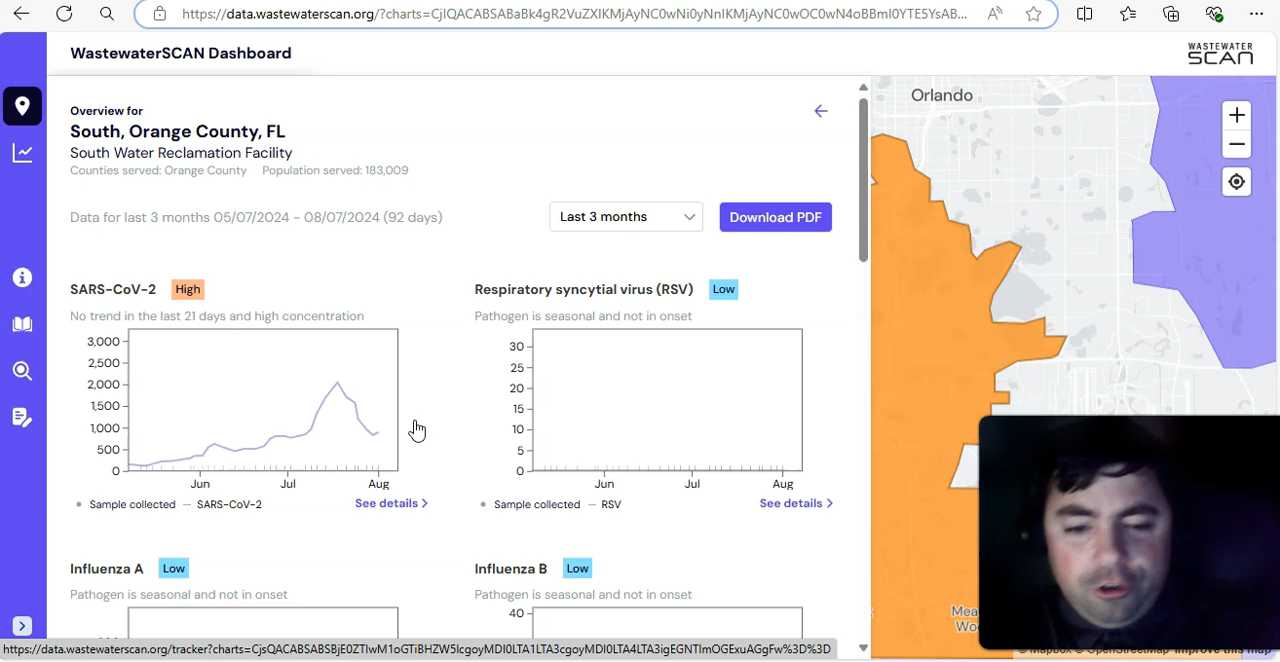 https://data.wastewaterscan.org/?charts=CjIQACABSABaBk4gR2VuZXIKMjAyNC0wNi0yNnIKMjAyNC0wOC0wN4oBBmI0YTE5YsAB...
WastewaterSCAN Dashboard
WASTEWATER
SCAN
Overview for
South, Orange County, FL
South Water Reclamation Facility
Counties served: Orange County Population served: 183,009
Data for last 3 months 05/07/2024 - 08/07/2024 (92 days)
Last 3 months
Download PDF
SARS-CoV-2 High
No trend in the last 21 days and high concentration
3,000
2,500
2,000
1,500
1,000
500
0
Jun Jul Aug
Sample collected — SARS-CoV-2
See details
Respiratory syncytial virus (RSV) Low
Pathogen is seasonal and not in onset
30
25
20
15
10
5
0
Jun Jul Aug
Sample collected — RSV
See details
Influenza A Low
Pathogen is seasonal and not in onset
Influenza B Low
Pathogen is seasonal and not in onset
40
Orlando
Mea
Woo
https://data.wastewaterscan.org/tracker?charts=CjsQACABSABSBjE0ZTIwM1oGTiBHZW5lcgoyMDI0LTA1LTA3cgoyMDI0LTA4LTA3igEGNTlmOGExuAGgFw%3D%3D
© Mapbox © OpenStreetMap Improve this map